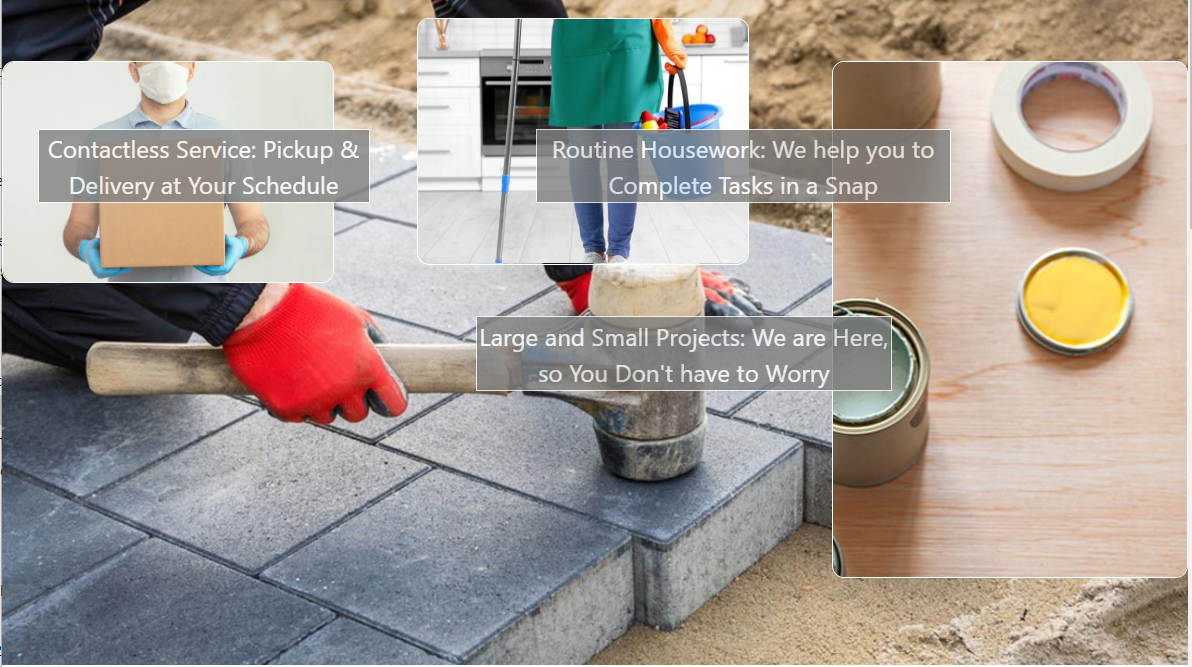 Contactless Service: Pickup &
Delivery at Your Schedule
Routine Housework: We help you to
Complete Tasks in a Snap
Large and Small Projects: We are Here,
so You Don't have to Worry